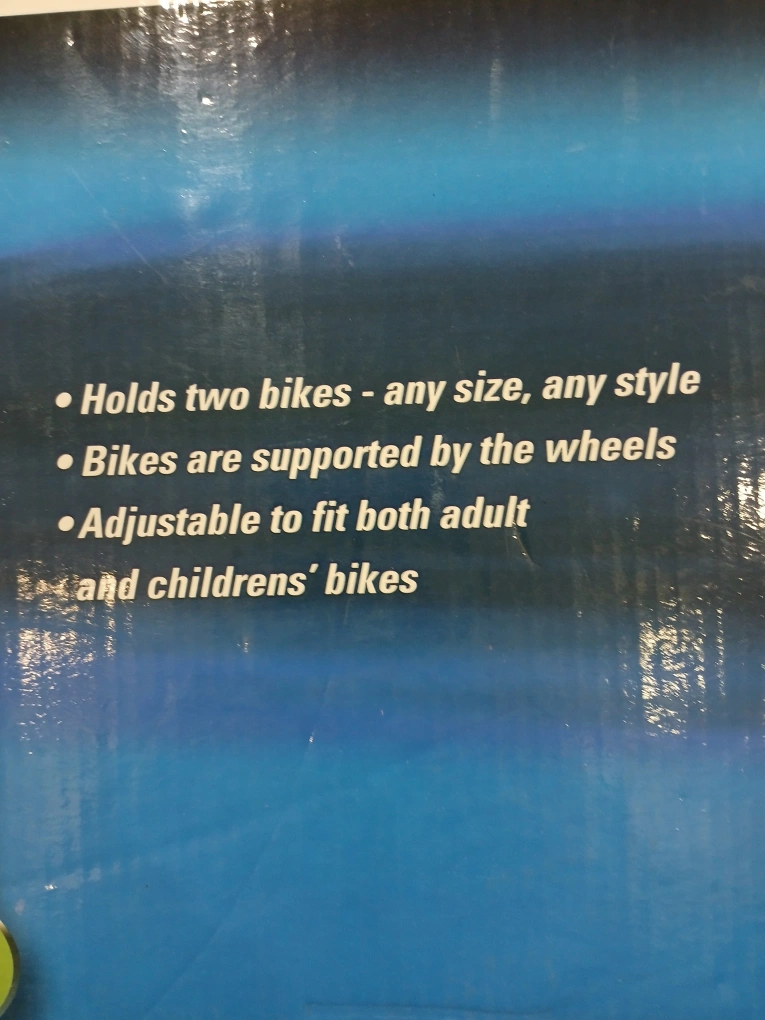 • Holds two bikes - any size, any style
• Bikes are supported by the wheels
• Adjustable to fit both adult
and childrens' bikes